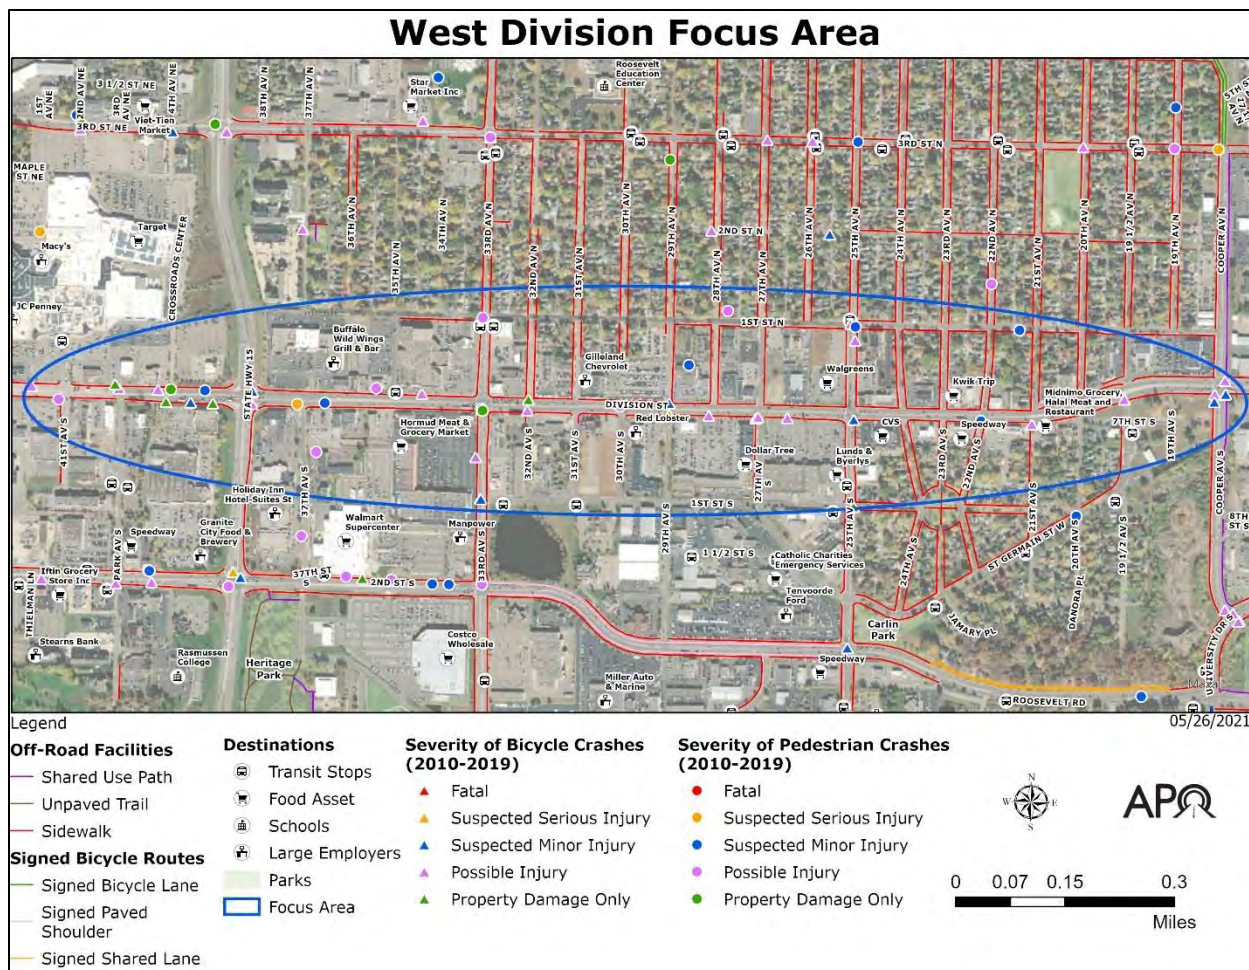 West Division Focus Area
Roosevelt
Education
Center
Star
Market Inc
3 1/2 ST NE
1ST
AV NE
2ND AV NE
3RD
AV NE
4TH AV NE
Viet-Tien
Market
3RD ST NE
38TH AV N
37TH AV N
3RD ST N
5TH ST
MAPLE
ST NE
Macy's
Target
CROSSROADS CENTER
JC Penney
36TH AV N
35TH AV N
34TH AV N
33RD AV N
32ND AV N
31ST AV N
30TH AV N
29TH AV N
28TH AV N
2ND ST N
27TH AV N
26TH AV N
25TH AV N
24TH AV N
23RD AV N
22ND AV N
21ST AV N
20TH AV N
19 1/2 AV N
19TH AV N
COOPER AV N
1ST ST N
STATE HWY 15
Buffalo
Wild Wings
Grill & Bar
Gilleland
Chevrolet
Walgreens
Kwik Trip
Midnimo Grocery,
Halal Meat and
Restaurant
DIVISION ST
Red Lobster
Hormud Meat &
Grocery Market
CVS
Speedway
7TH ST S
Dollar Tree
Lunds &
Byerlys
41ST AV S
37TH AV S
32ND AV S
31ST AV S
30TH AV S
27TH AV
S
23RD AV S
22ND AV S
19TH AV S
COOPER AV S
Holiday Inn
Hotel-Suites St
1ST ST S
8TH
ST S
Speedway
PARK AV S
Granite
City Food &
Brewery
Walmart
Supercenter
Manpower
33RD AV S
29TH AV S
1 1/2 ST S
25TH AV S
24TH AV S
21ST AV S
20TH AV S
19 1/2 AV S
ST GERMAIN ST W
Catholic Charities
Emergency Services
Iftin Grocery
Store Inc
37TH ST
S
2ND ST S
THIELMAN LN
Tenvoorde
Ford
Carlin
Park
JAMARY PL
DANORA PL
UNIVERSITY DR S
Stearns Bank
Rasmussen
College
Heritage
Park
Costco
Wholesale
Miller Auto
& Marine
Speedway
ROOSEVELT RD
05/26/2021
Legend
Off-Road Facilities
Shared Use Path
Unpaved Trail
Sidewalk
Signed Bicycle Routes
Signed Bicycle Lane
Signed Paved
Shoulder
Signed Shared Lane
Destinations
Transit Stops
Food Asset
Schools
Large Employers
Parks
Focus Area
Severity of Bicycle Crashes
(2010-2019)
Fatal
Suspected Serious Injury
Suspected Minor Injury
Possible Injury
Property Damage Only
Severity of Pedestrian Crashes
(2010-2019)
Fatal
Suspected Serious Injury
Suspected Minor Injury
Possible Injury
Property Damage Only
N
W E
S
APO
0 0.07 0.15 0.3
Miles